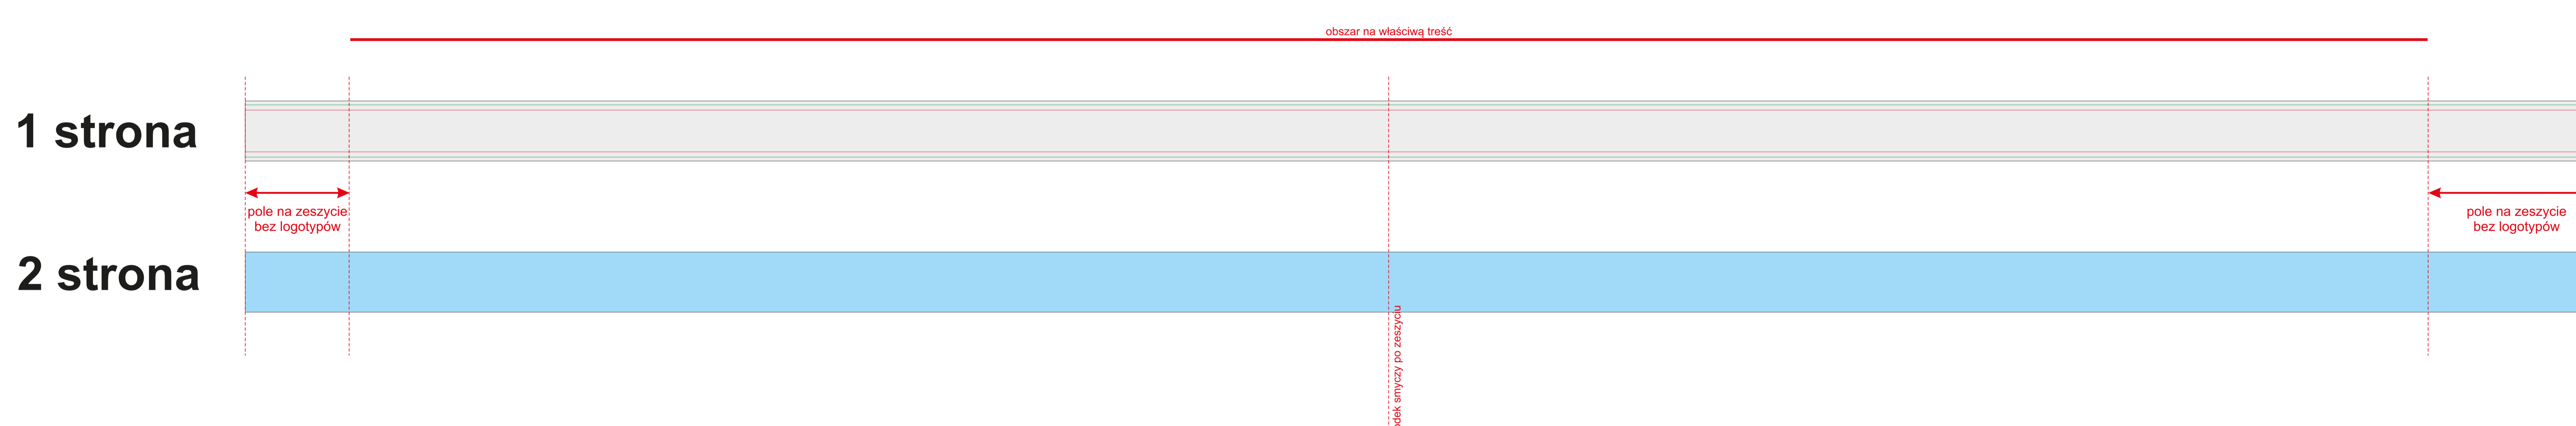 obszar na właściwą treść
1 strona
pole na zeszycie
bez logotypów
pole na zeszycie
bez logotypów
2 strona
smyczy po zeszyciu